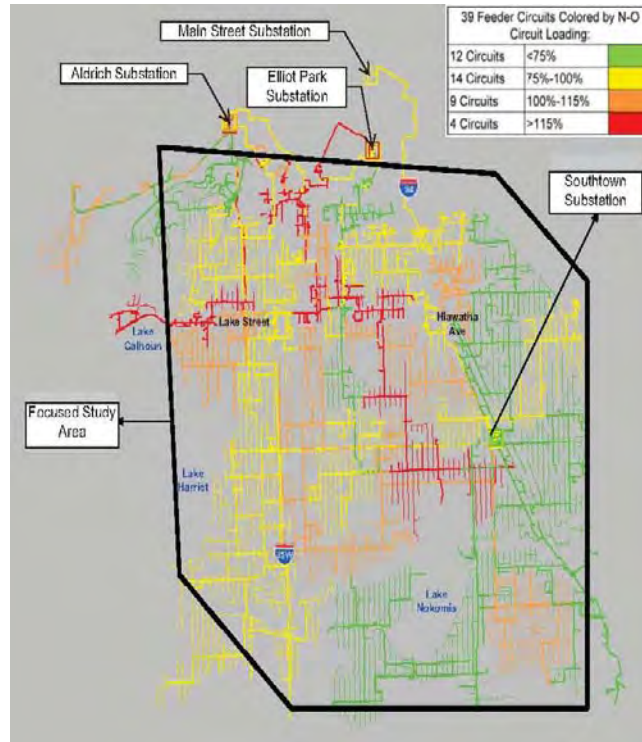 Main Street Substation
39 Feeder Circuits Colored by N-O
Circuit Loading:
12 Circuits <75%
14 Circuits 75%-100%
9 Circuits 100%-115%
4 Circuits >115%
Aldrich Substation
Elliot Park
Substation
94
Southtown
Substation
Lake Street
Hiawatha
Ave
Lake
Calhoun
Focused Study
Area
Lake
Harriet
35W
Lake
Nokomis